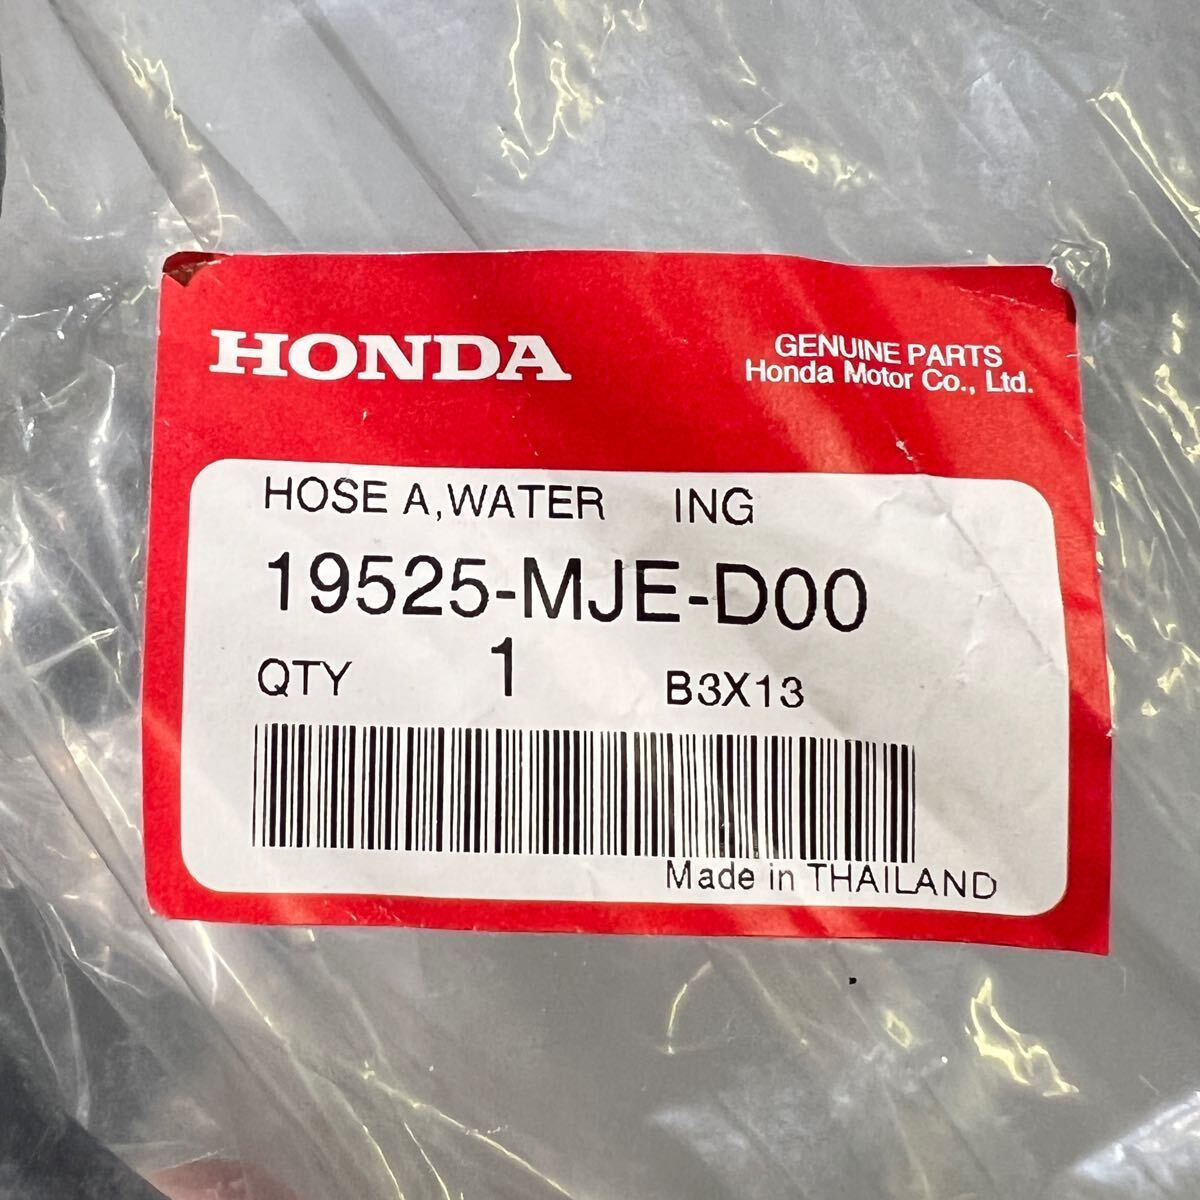 HONDA
GENUINE PARTS
Honda Motor Co., Ltd.
HOSE A,WATER ING
19525-MJE-D00
QTY 1 B3X13
Made in THAILAND